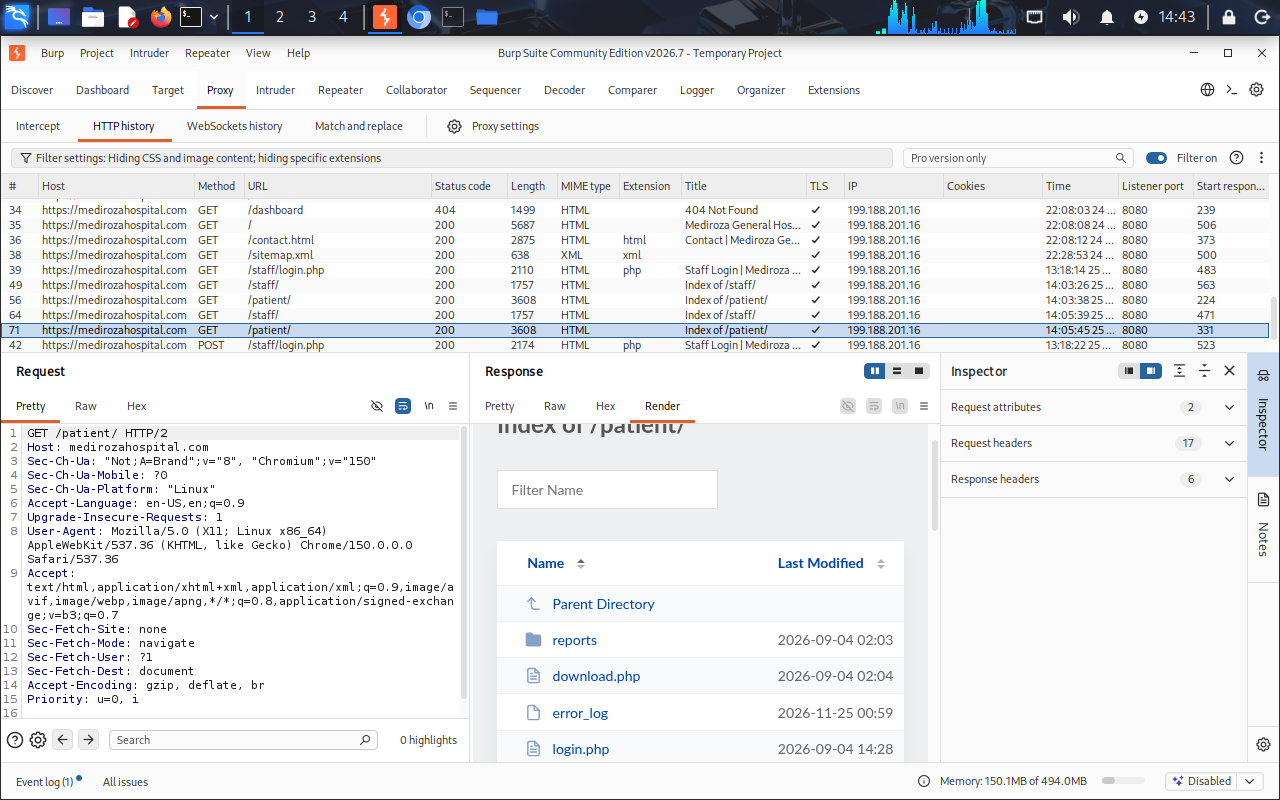 1 2 3 4 14:43
Burp Project Intruder Repeater View Help Burp Suite Community Edition v2026.7 - Temporary Project
Discover Dashboard Target Proxy Intruder Repeater Collaborator Sequencer Decoder Comparer Logger Organizer Extensions
Intercept HTTP history WebSockets history Match and replace Proxy settings
Filter settings: Hiding CSS and image content; hiding specific extensions Pro version only Filter on
# Host Method URL Status code Length MIME type Extension Title TLS IP Cookies Time Listener port Start respon...
34 https://medirozahospital.com GET /dashboard 404 1499 HTML 404 Not Found ✓ 199.188.201.16 22:08:03 24 ... 8080 239
35 https://medirozahospital.com GET / 200 5687 HTML Mediroza General Hos... ✓ 199.188.201.16 22:08:08 24 ... 8080 506
36 https://medirozahospital.com GET /contact.html 200 2875 HTML html Contact | Mediroza Ge... ✓ 199.188.201.16 22:08:12 24 ... 8080 373
38 https://medirozahospital.com GET /sitemap.xml 200 638 XML xml ✓ 199.188.201.16 22:28:53 24 ... 8080 500
39 https://medirozahospital.com GET /staff/login.php 200 2110 HTML php Staff Login | Mediroza ... ✓ 199.188.201.16 13:18:14 25 ... 8080 483
49 https://medirozahospital.com GET /staff/ 200 1757 HTML Index of /staff/ ✓ 199.188.201.16 14:03:26 25 ... 8080 563
56 https://medirozahospital.com GET /patient/ 200 3608 HTML Index of /patient/ ✓ 199.188.201.16 14:03:38 25 ... 8080 224
64 https://medirozahospital.com GET /staff/ 200 1757 HTML Index of /staff/ ✓ 199.188.201.16 14:05:39 25 ... 8080 471
71 https://medirozahospital.com GET /patient/ 200 3608 HTML Index of /patient/ ✓ 199.188.201.16 14:05:45 25 ... 8080 331
42 https://medirozahospital.com POST /staff/login.php 200 2174 HTML php Staff Login | Mediroza ... ✓ 199.188.201.16 13:18:22 25 ... 8080 523
Request
Pretty Raw Hex \n
1 GET /patient/ HTTP/2
2 Host: medirozahospital.com
3 Sec-Ch-Ua: "Not;A=Brand";v="8", "Chromium";v="150"
4 Sec-Ch-Ua-Mobile: ?0
5 Sec-Ch-Ua-Platform: "Linux"
6 Accept-Language: en-US,en;q=0.9
7 Upgrade-Insecure-Requests: 1
8 User-Agent: Mozilla/5.0 (X11; Linux x86_64)
AppleWebKit/537.36 (KHTML, like Gecko) Chrome/150.0.0.0
Safari/537.36
9 Accept:
text/html,application/xhtml+xml,application/xml;q=0.9,image/a
vif,image/webp,image/apng,*/*;q=0.8,application/signed-exchan
ge;v=b3;q=0.7
10 Sec-Fetch-Site: none
11 Sec-Fetch-Mode: navigate
12 Sec-Fetch-User: ?1
13 Sec-Fetch-Dest: document
14 Accept-Encoding: gzip, deflate, br
15 Priority: u=0, i
16
Search 0 highlights
Response
Pretty Raw Hex Render \n
Index of /patient/
Filter Name
Name Last Modified
Parent Directory
reports 2026-09-04 02:03
download.php 2026-09-04 02:04
error_log 2026-11-25 00:59
login.php 2026-09-04 14:28
Inspector
Request attributes 2
Request headers 17
Response headers 6
Inspector
Notes
Event log (1) All issues Memory: 150.1MB of 494.0MB Disabled